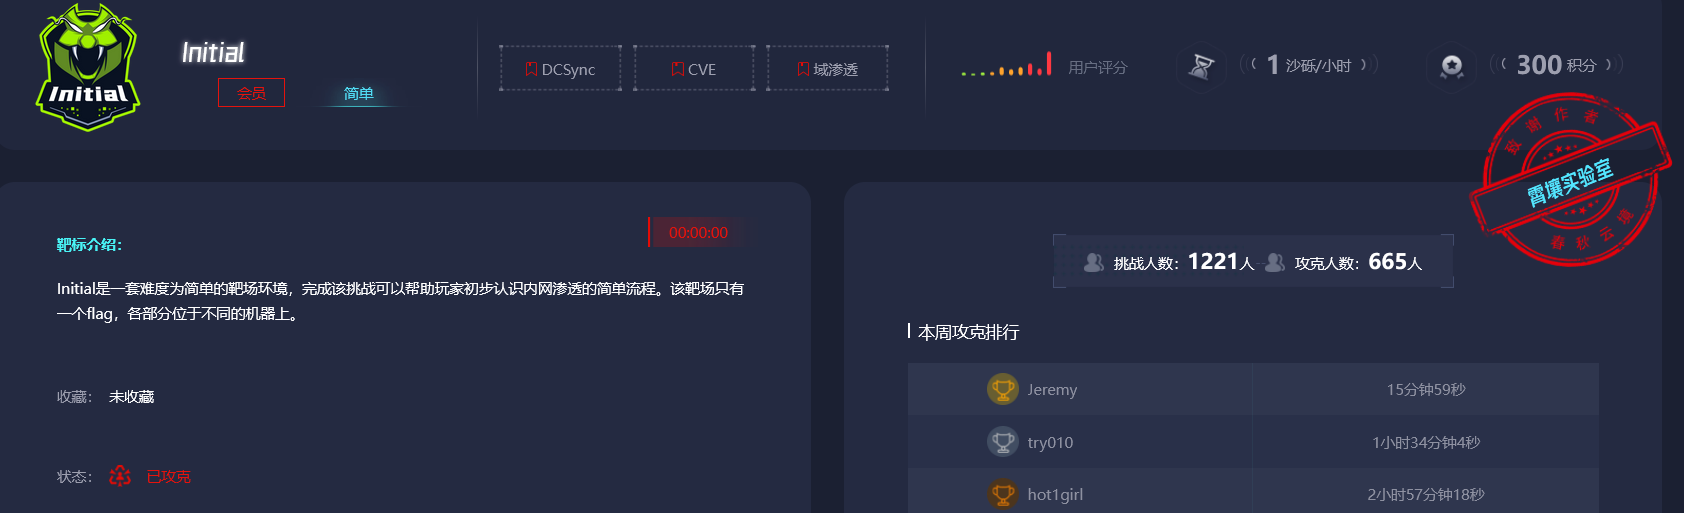 Initial
Initial
会员
简单
DCSync
CVE
域渗透
用户评分
1 沙砾/小时
300 积分
致谢作者
霄壤实验室
春秋云境
00:00:00
靶标介绍：
Initial是一套难度为简单的靶场环境，完成该挑战可以帮助玩家初步认识内网渗透的简单流程。该靶场只有
一个flag，各部分位于不同的机器上。
收藏： 未收藏
状态： 已攻克
挑战人数：1221人 攻克人数：665人
本周攻克排行
Jeremy 15分钟59秒
try010 1小时34分钟4秒
hot1girl 2小时57分钟18秒